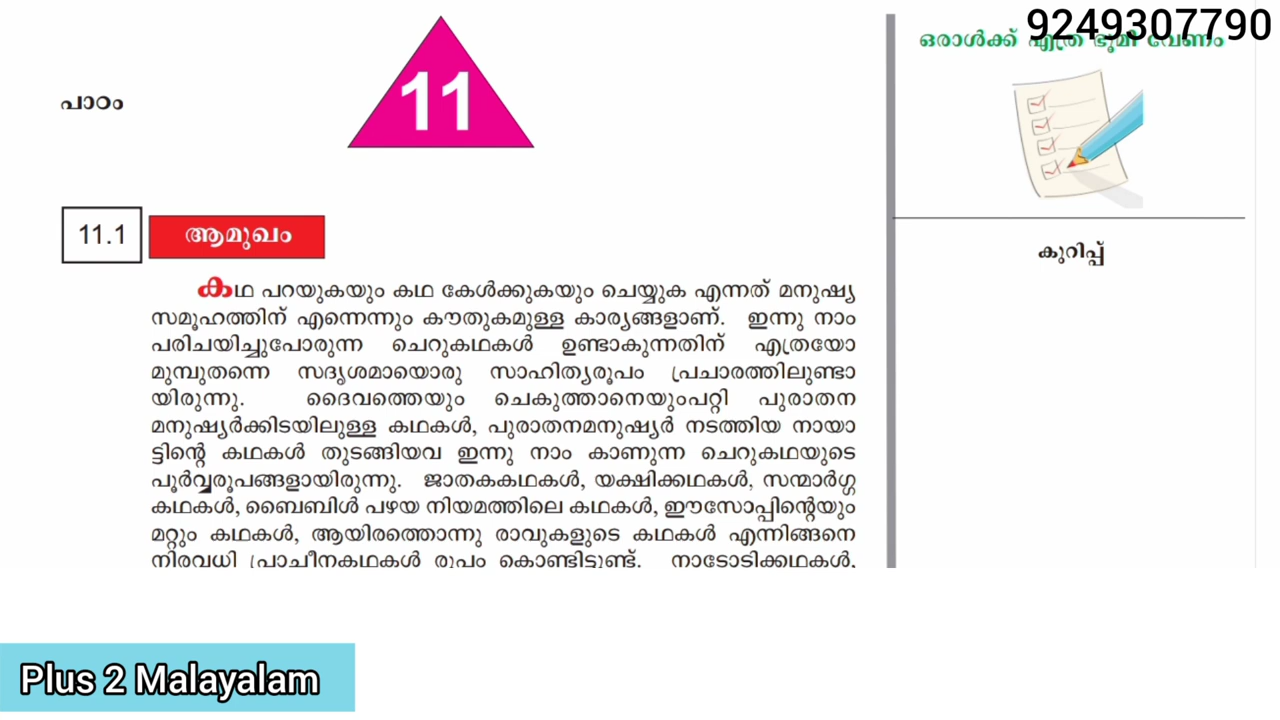 9249307790
ഒരാൾക്ക് എത്ര ഭൂമി വേണം
പാഠം
11
11.1
ആമുഖം
കഥ പറയുകയും കഥ കേൾക്കുകയും ചെയ്യുക എന്നത് മനുഷ്യ
സമൂഹത്തിന് എന്നെന്നും കൗതുകമുള്ള കാര്യങ്ങളാണ്. ഇന്നു നാം
പരിചയിച്ചുപോരുന്ന ചെറുകഥകൾ ഉണ്ടാകുന്നതിന് എത്രയോ
മുമ്പുതന്നെ സദൃശമായൊരു സാഹിത്യരൂപം പ്രചാരത്തിലുണ്ടാ
യിരുന്നു. ദൈവത്തെയും ചെകുത്താനെയുംപറ്റി പുരാതന
മനുഷ്യർക്കിടയിലുള്ള കഥകൾ, പുരാതനമനുഷ്യർ നടത്തിയ നായാ
ട്ടിന്റെ കഥകൾ തുടങ്ങിയവ ഇന്നു നാം കാണുന്ന ചെറുകഥയുടെ
പൂർവ്വരൂപങ്ങളായിരുന്നു. ജാതകകഥകൾ, യക്ഷിക്കഥകൾ, സന്മാർഗ്ഗ
കഥകൾ, ബൈബിൾ പഴയ നിയമത്തിലെ കഥകൾ, ഈസോപ്പിന്റെയും
മറ്റും കഥകൾ, ആയിരത്തൊന്നു രാവുകളുടെ കഥകൾ എന്നിങ്ങനെ
നിരവധി പ്രാചീനകഥകൾ രൂപം കൊണ്ടിട്ടുണ്ട്. നാടോടിക്കഥകൾ,
കുറിപ്പ്
Plus 2 Malayalam